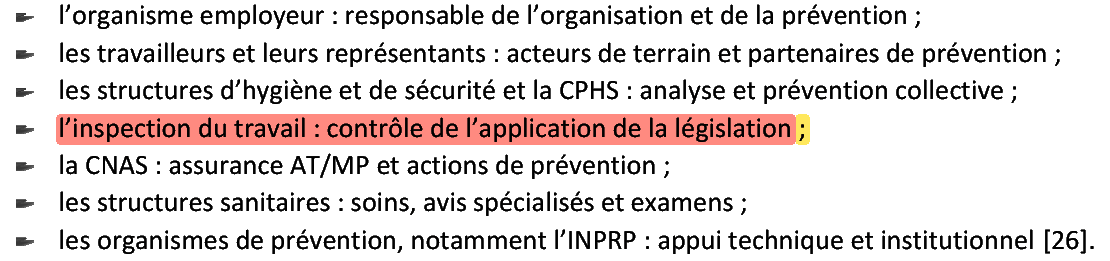 l’organisme employeur : responsable de l’organisation et de la prévention ;
les travailleurs et leurs représentants : acteurs de terrain et partenaires de prévention ;
les structures d’hygiène et de sécurité et la CPHS : analyse et prévention collective ;
l’inspection du travail : contrôle de l’application de la législation ;
la CNAS : assurance AT/MP et actions de prévention ;
les structures sanitaires : soins, avis spécialisés et examens ;
les organismes de prévention, notamment l’INPRP : appui technique et institutionnel [26].